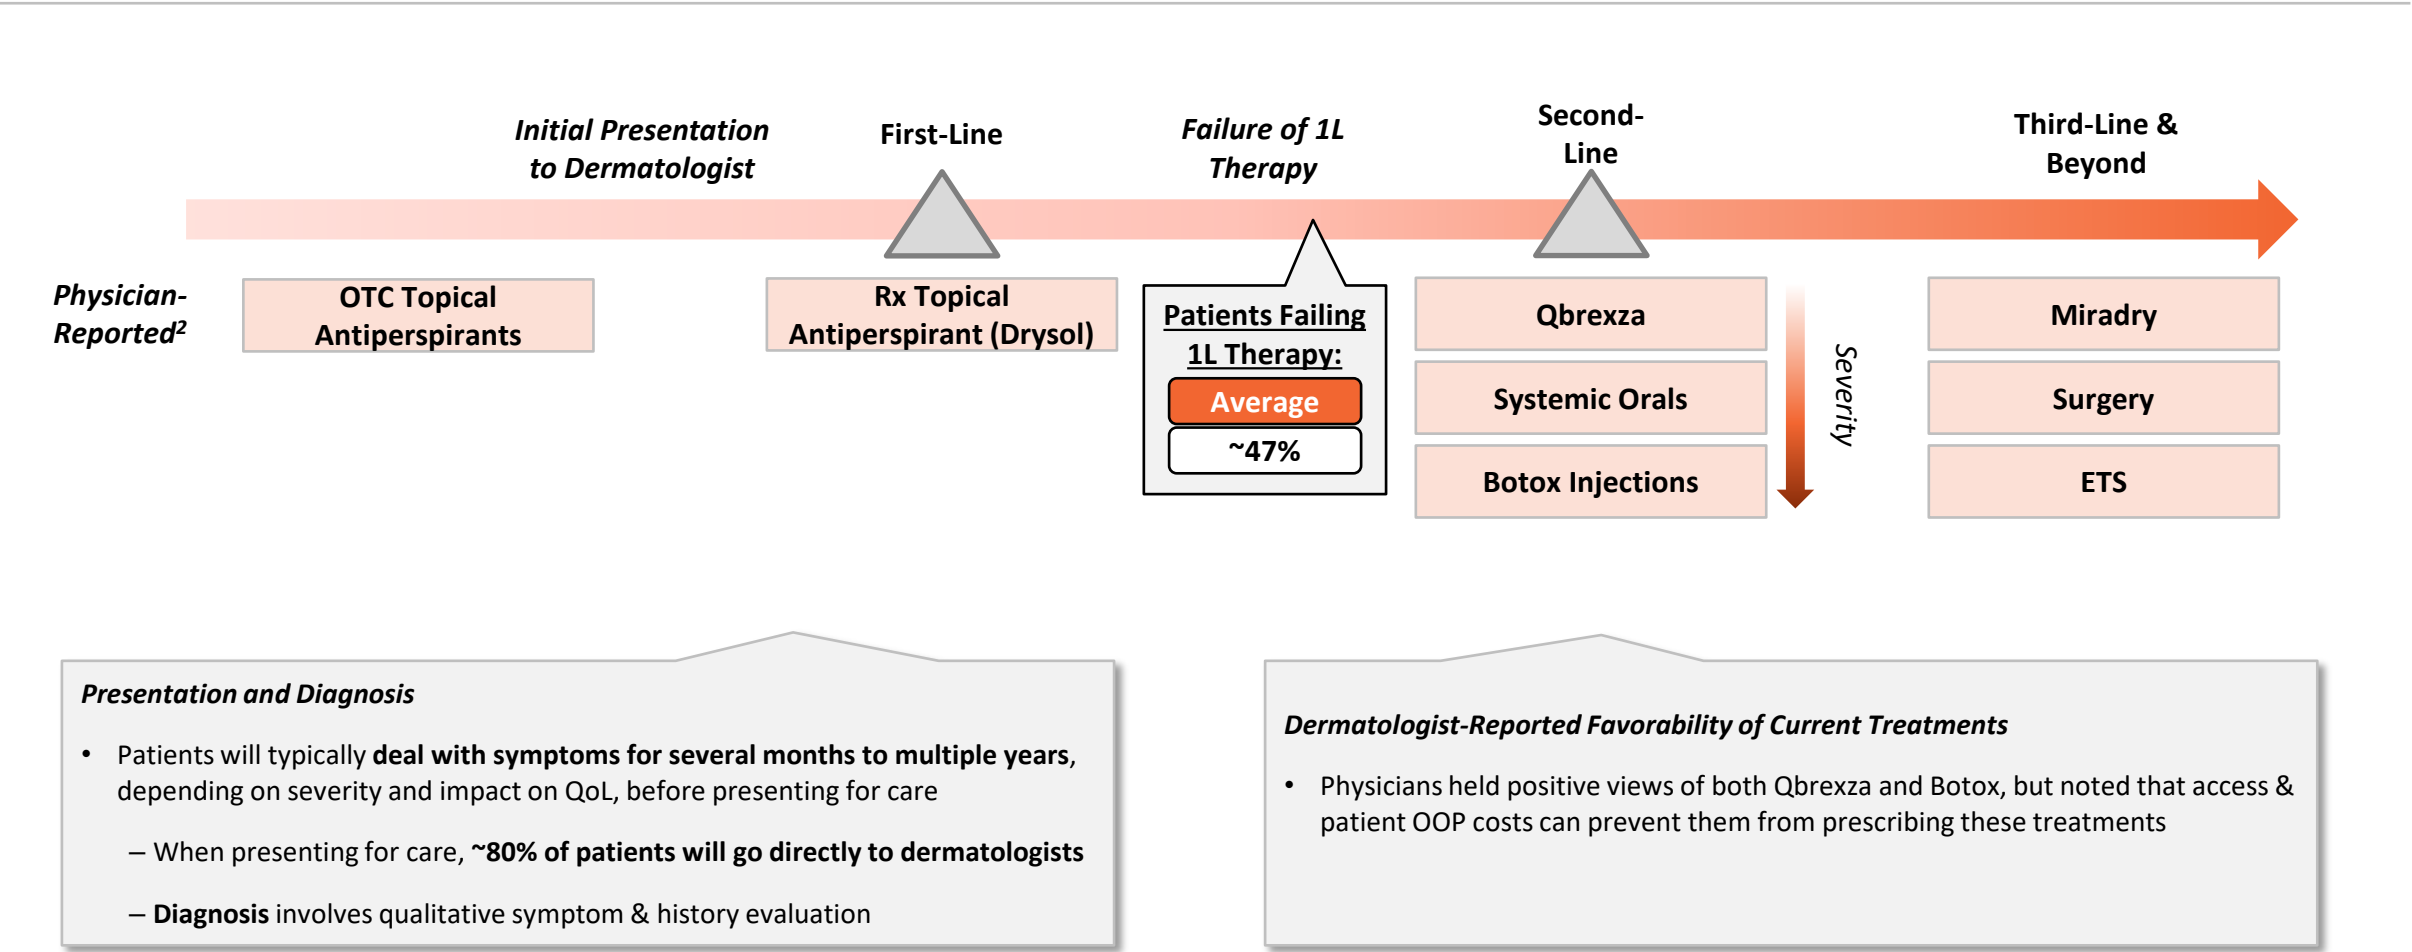 Initial Presentation
to Dermatologist
First-Line
Failure of 1L
Therapy
Second-
Line
Third-Line &
Beyond
Physician-
Reported2
OTC Topical
Antiperspirants
Rx Topical
Antiperspirant (Drysol)
Patients Failing
1L Therapy:
Average
~47%
Qbrexza
Systemic Orals
Botox Injections
Severity
Miradry
Surgery
ETS
Presentation and Diagnosis
• Patients will typically deal with symptoms for several months to multiple years,
depending on severity and impact on QoL, before presenting for care
– When presenting for care, ~80% of patients will go directly to dermatologists
– Diagnosis involves qualitative symptom & history evaluation
Dermatologist-Reported Favorability of Current Treatments
• Physicians held positive views of both Qbrexza and Botox, but noted that access &
patient OOP costs can prevent them from prescribing these treatments